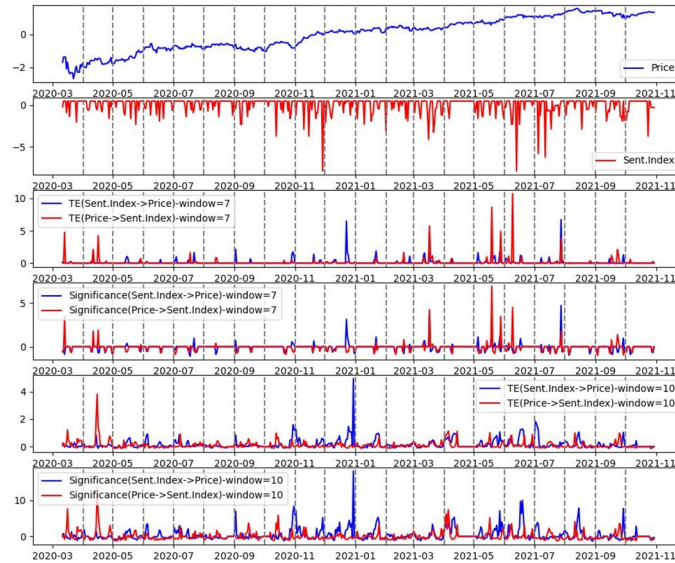 0
−2
Price
2020-03 2020-05 2020-07 2020-09 2020-11 2021-01 2021-03 2021-05 2021-07 2021-09 2021-11
0
−5
Sent.Index
2020-03 2020-05 2020-07 2020-09 2020-11 2021-01 2021-03 2021-05 2021-07 2021-09 2021-11
10
5
0
TE(Sent.Index->Price)-window=7
TE(Price->Sent.Index)-window=7
2020-03 2020-05 2020-07 2020-09 2020-11 2021-01 2021-03 2021-05 2021-07 2021-09 2021-11
5
0
Significance(Sent.Index->Price)-window=7
Significance(Price->Sent.Index)-window=7
2020-03 2020-05 2020-07 2020-09 2020-11 2021-01 2021-03 2021-05 2021-07 2021-09 2021-11
4
2
0
TE(Sent.Index->Price)-window=10
TE(Price->Sent.Index)-window=10
2020-03 2020-05 2020-07 2020-09 2020-11 2021-01 2021-03 2021-05 2021-07 2021-09 2021-11
10
0
Significance(Sent.Index->Price)-window=10
Significance(Price->Sent.Index)-window=10
2020-03 2020-05 2020-07 2020-09 2020-11 2021-01 2021-03 2021-05 2021-07 2021-09 2021-11